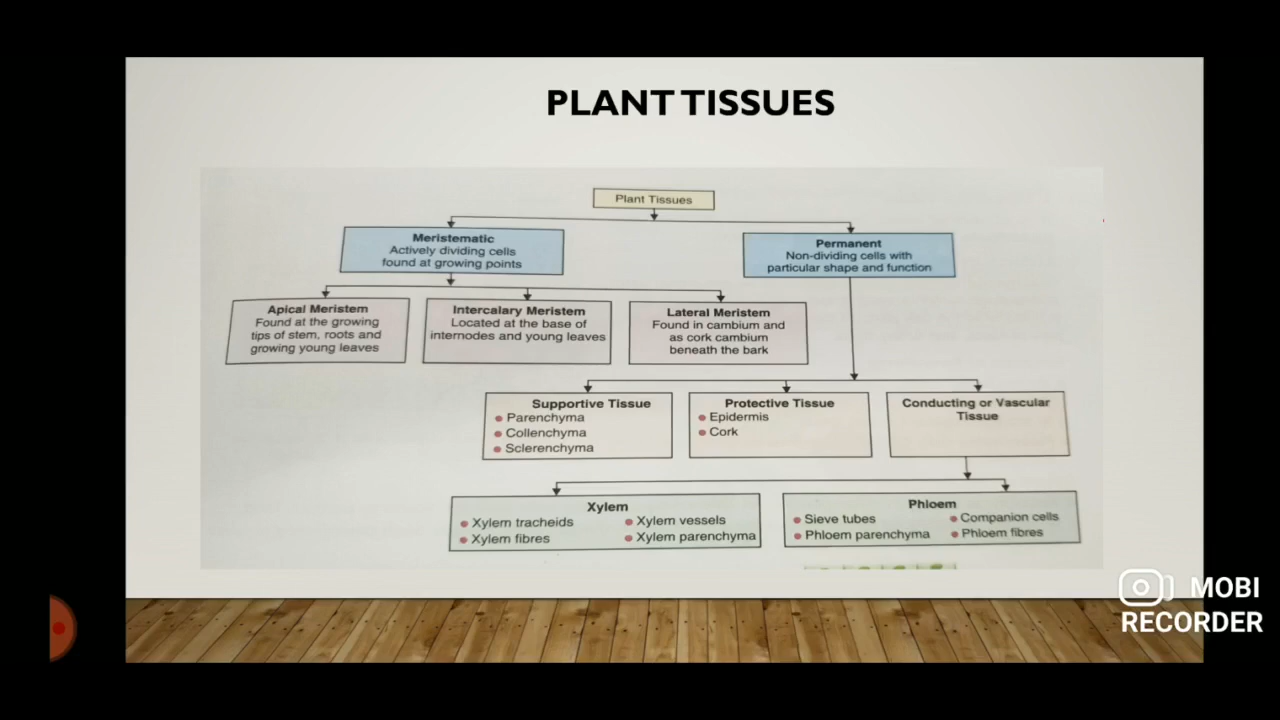 PLANT TISSUES
Plant Tissues
Meristematic
Actively dividing cells
found at growing points
Permanent
Non-dividing cells with
particular shape and function
Apical Meristem
Found at the growing
tips of stem, roots and
growing young leaves
Intercalary Meristem
Located at the base of
internodes and young leaves
Lateral Meristem
Found in cambium and
as cork cambium
beneath the bark
Supportive Tissue
Parenchyma
Collenchyma
Sclerenchyma
Protective Tissue
Epidermis
Cork
Conducting or Vascular
Tissue
Xylem
Xylem tracheids
Xylem vessels
Xylem fibres
Xylem parenchyma
Phloem
Sieve tubes
Companion cells
Phloem parenchyma
Phloem fibres
MOBI
RECORDER